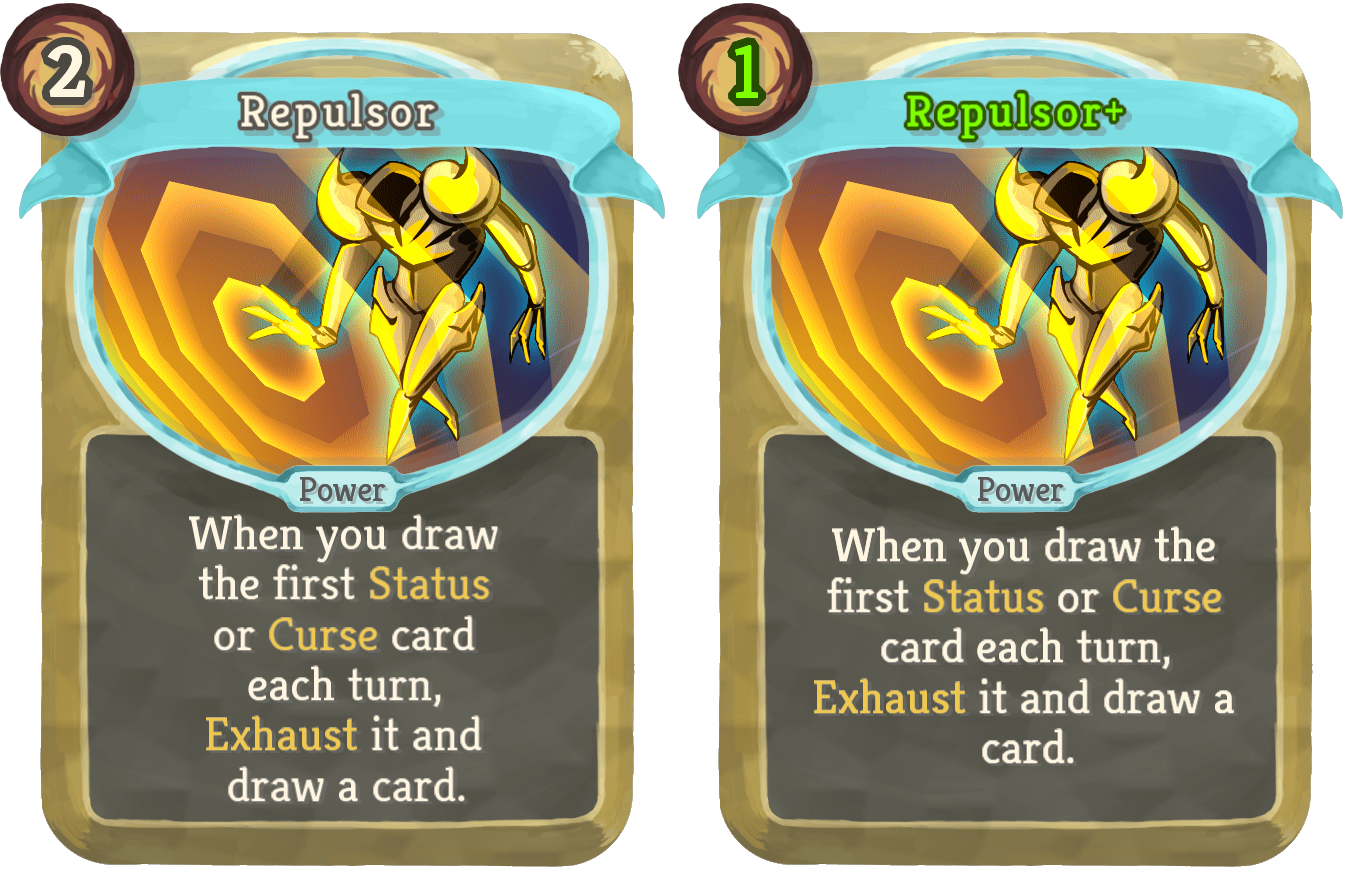 2
Repulsor
Power
When you draw
the first Status
or Curse card
each turn,
Exhaust it and
draw a card.
1
Repulsor+
Power
When you draw the
first Status or Curse
card each turn,
Exhaust it and draw a
card.